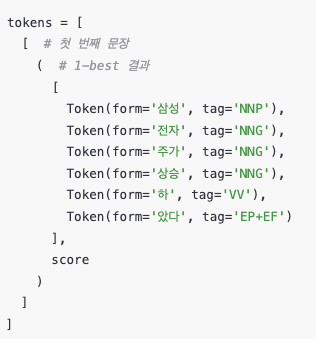 tokens = [
  [  # 첫 번째 문장
    (  # 1-best 결과
      [
        Token(form='삼성', tag='NNP'),
        Token(form='전자', tag='NNG'),
        Token(form='주가', tag='NNG'),
        Token(form='상승', tag='NNG'),
        Token(form='하', tag='VV'),
        Token(form='았다', tag='EP+EF')
      ],
      score
    )
  ]
]